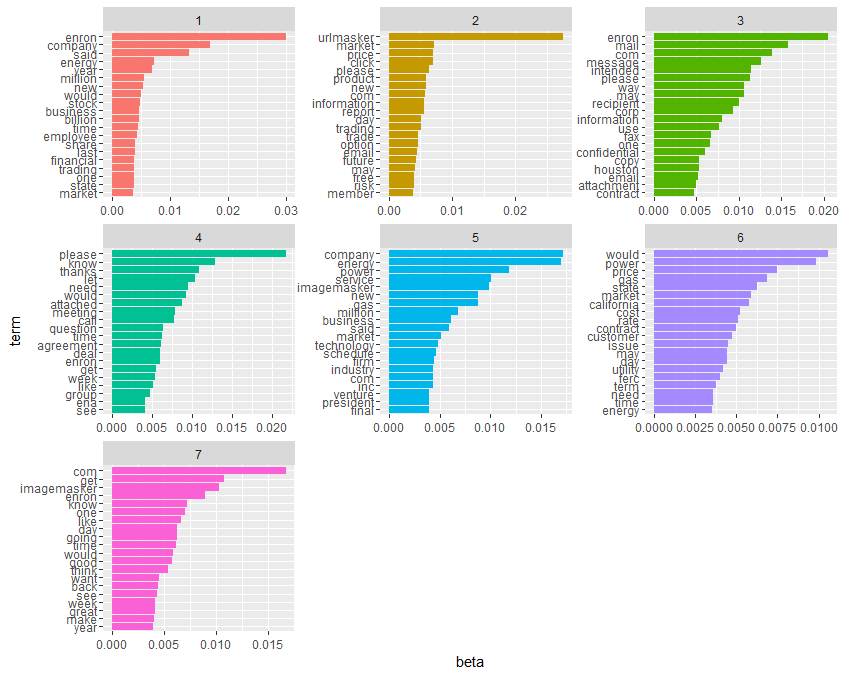 1
enron
company
said
energy
year
million
new
would
stock
business
billion
time
employee
share
last
financial
trading
one
state
market
0.00
0.01
0.02
0.03
2
urlmasker
market
price
click
please
product
new
com
information
report
day
trading
trade
option
email
future
may
free
risk
member
0.00
0.01
0.02
3
enron
mail
com
message
intended
please
way
may
recipient
corp
information
use
fax
one
confidential
copy
houston
email
attachment
contract
0.000
0.005
0.010
0.015
0.020
4
please
know
thanks
let
need
would
attached
meeting
call
question
time
agreement
deal
enron
get
week
like
group
ena
see
0.000
0.005
0.010
0.015
0.020
5
company
energy
power
service
imagemasker
new
gas
million
business
said
market
technology
schedule
firm
industry
com
inc
venture
president
final
0.000
0.005
0.010
0.015
6
would
power
price
gas
state
market
california
cost
rate
contract
customer
issue
may
day
utility
ferc
term
need
time
energy
0.0000
0.0025
0.0050
0.0075
0.0100
7
com
get
imagemasker
enron
know
one
like
day
going
time
would
good
think
want
back
see
week
great
make
year
0.000
0.005
0.010
0.015
term
beta